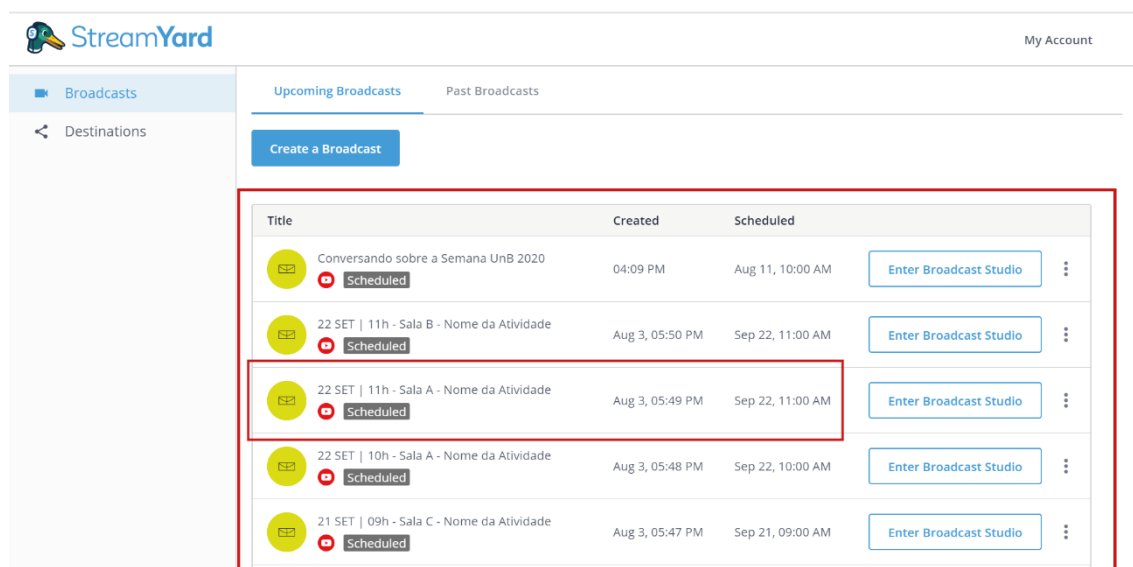 StreamYard
My Account
Broadcasts
Destinations
Upcoming Broadcasts Past Broadcasts
Create a Broadcast
Title Created Scheduled
Conversando sobre a Semana UnB 2020
Scheduled
04:09 PM Aug 11, 10:00 AM Enter Broadcast Studio
22 SET | 11h - Sala B - Nome da Atividade
Scheduled
Aug 3, 05:50 PM Sep 22, 11:00 AM Enter Broadcast Studio
22 SET | 11h - Sala A - Nome da Atividade
Scheduled
Aug 3, 05:49 PM Sep 22, 11:00 AM Enter Broadcast Studio
22 SET | 10h - Sala A - Nome da Atividade
Scheduled
Aug 3, 05:48 PM Sep 22, 10:00 AM Enter Broadcast Studio
21 SET | 09h - Sala C - Nome da Atividade
Scheduled
Aug 3, 05:47 PM Sep 21, 09:00 AM Enter Broadcast Studio